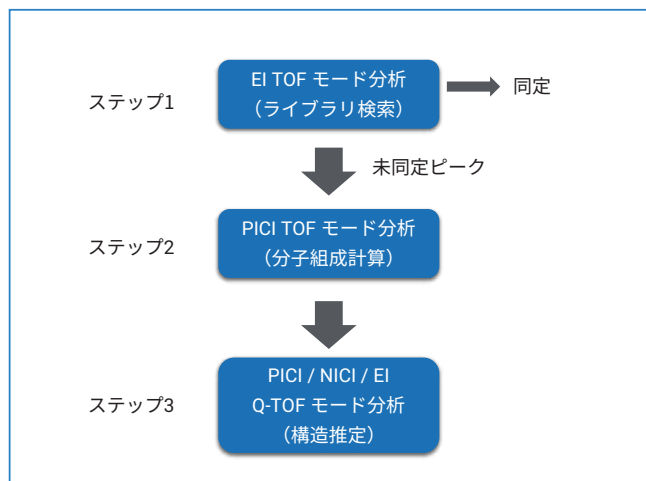 ステップ1
EI TOF モード分析
（ライブラリ検索）
同定
未同定ピーク
ステップ2
PICI TOF モード分析
（分子組成計算）
ステップ3
PICI / NICI / EI
Q-TOF モード分析
（構造推定）